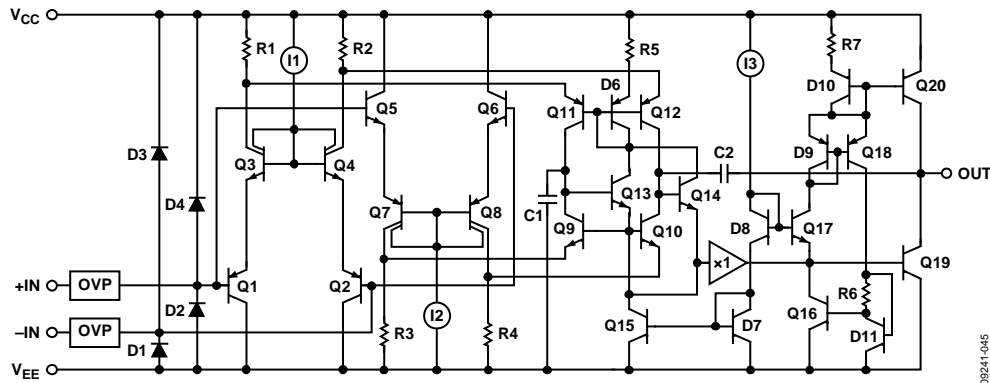 VCC
R1
I1
R2
R5
I3
R7
D10
Q20
Q5
Q6
D6
Q11
Q12
D3
Q3
Q4
C2
D9
Q18
OUT
D4
Q7
Q8
C1
Q13
Q14
Q9
Q10
D8
Q17
×1
Q19
+IN
OVP
D2
Q1
Q2
I2
R6
–IN
OVP
D1
R3
R4
Q15
D7
Q16
D11
VEE
09241-045